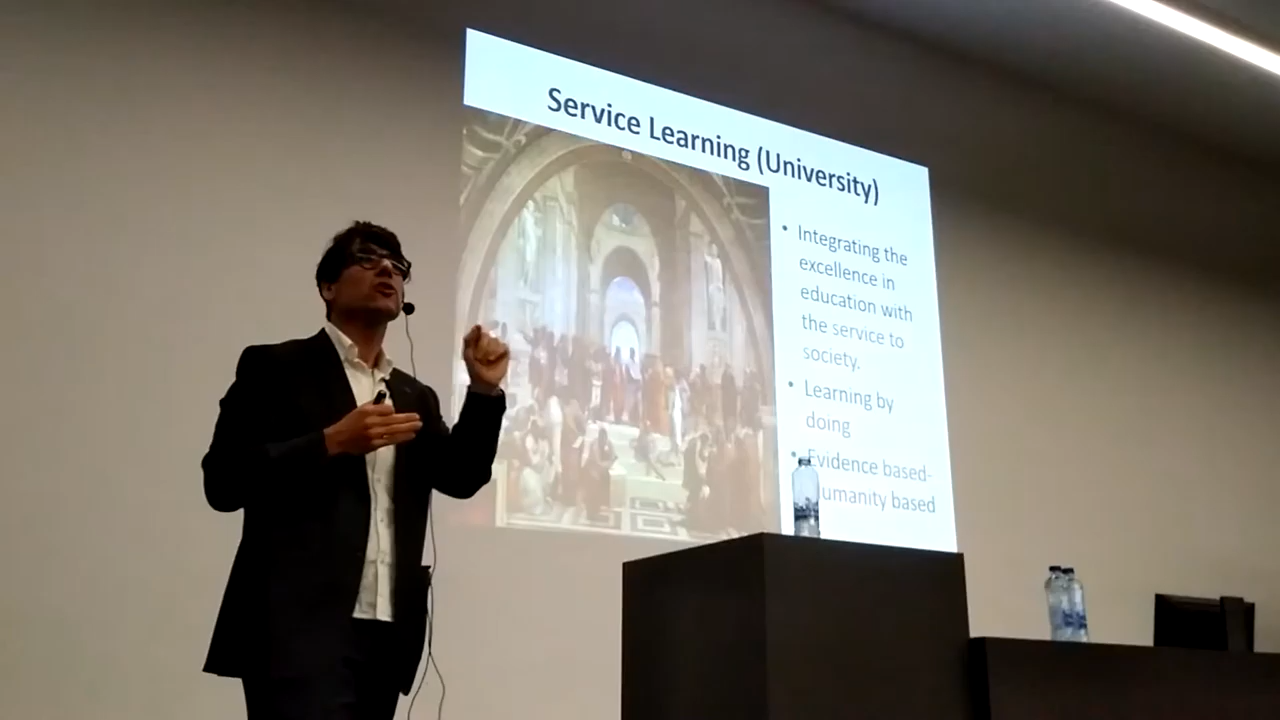 Service Learning (University)
• Integrating the
excellence in
education with
the service to
society.
• Learning by
doing
• Evidence based-
umanity based